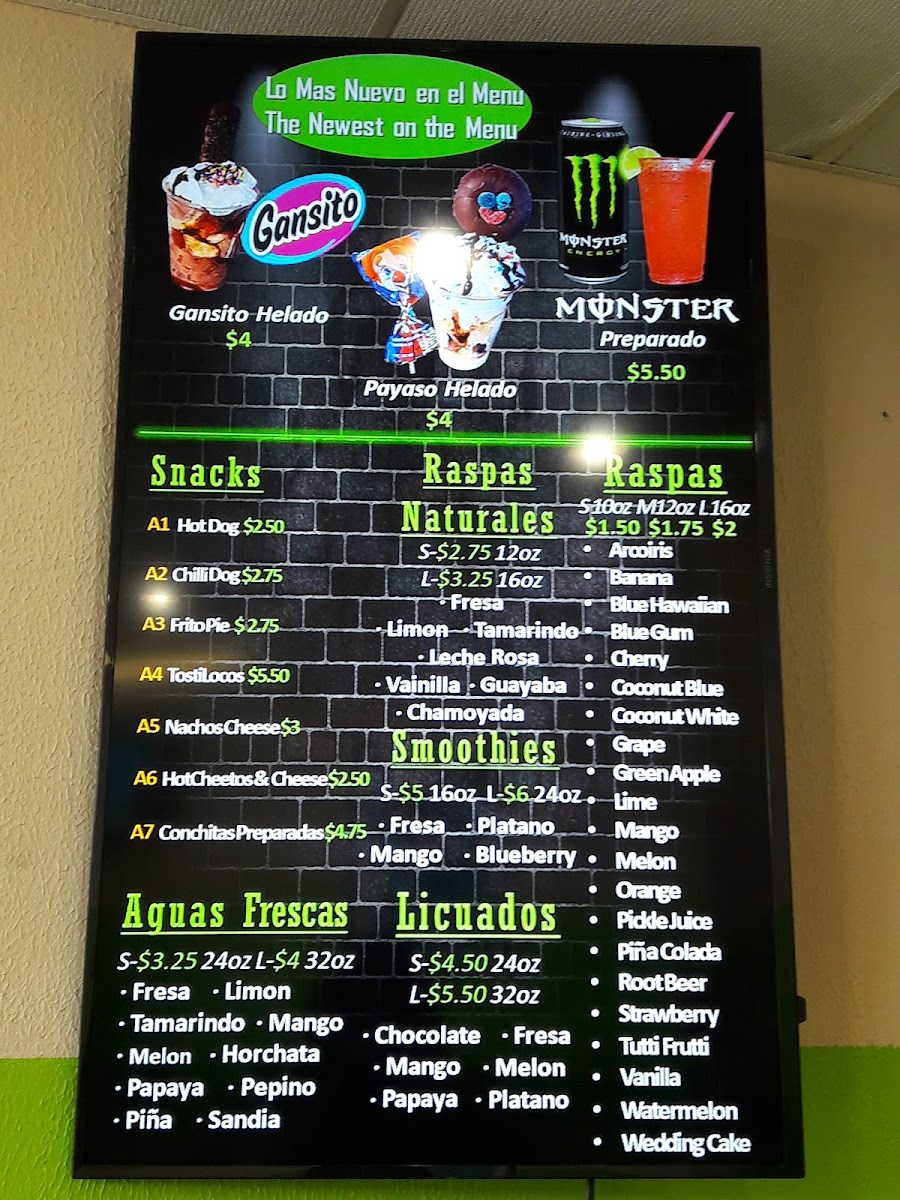 Lo Mas Nuevo en el Menu
The Newest on the Menu
Gansito
MONSTER
ENERGY
Gansito Helado
$4
Payaso Helado
$4
MONSTER
Preparado
$5.50
Snacks
A1 Hot Dog $2.50
A2 Chilli Dog $2.75
A3 Frito Pie $2.75
A4 TostiLocos $5.50
A5 Nachos Cheese $3
A6 Hot Cheetos & Cheese $2.50
A7 Conchitas Preparadas $4.75
Raspas
Naturales
S-$2.75 12oz
L-$3.25 16oz
· Fresa
· Limon · Tamarindo
· Leche Rosa
· Vainilla · Guayaba
· Chamoyada
Smoothies
S-$5 16oz L-$6 24oz
· Fresa · Platano
· Mango · Blueberry
Raspas
S10oz M12oz L16oz
$1.50 $1.75 $2
• Arcoiris
• Banana
• Blue Hawaiian
• Blue Gum
• Cherry
• Coconut Blue
• Coconut White
• Grape
• Green Apple
• Lime
• Mango
• Melon
• Orange
• Pickle Juice
• Piña Colada
• Root Beer
• Strawberry
• Tutti Frutti
• Vanilla
• Watermelon
• Wedding Cake
Aguas Frescas
S-$3.25 24oz L-$4 32oz
· Fresa · Limon
· Tamarindo · Mango
· Melon · Horchata
· Papaya · Pepino
· Piña · Sandia
Licuados
S-$4.50 24oz
L-$5.50 32oz
· Chocolate · Fresa
· Mango · Melon
· Papaya · Platano
INSIGNIA